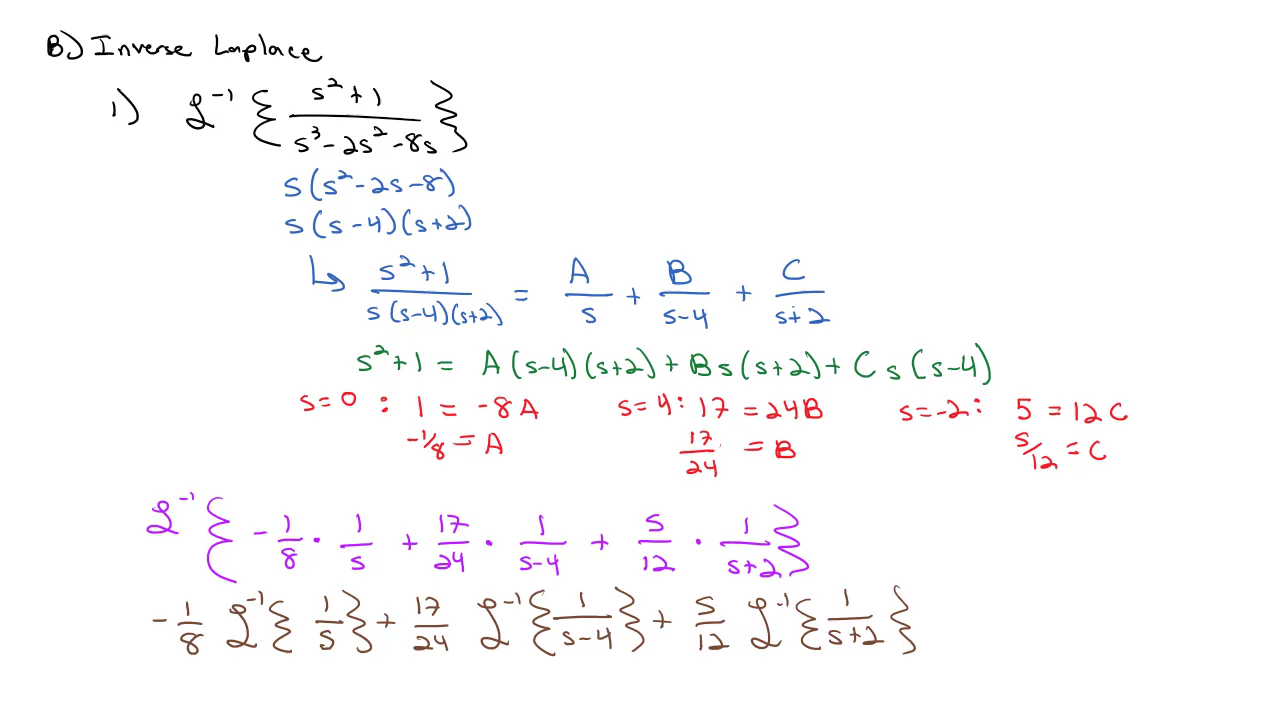 B.) Inverse Laplace
1) ℒ⁻¹ { (s² + 1) / (s³ - 2s² - 8s) }
s(s² - 2s - 8)
s(s - 4)(s + 2)
↳ (s² + 1) / (s(s-4)(s+2)) = A/s + B/(s-4) + C/(s+2)
s² + 1 = A(s-4)(s+2) + Bs(s+2) + Cs(s-4)
s=0 : 1 = -8A s=4: 17 = 24B s=-2: 5 = 12C
-1/8 = A 17/24 = B 5/12 = C
ℒ⁻¹ { -1/8 · 1/s + 17/24 · 1/(s-4) + 5/12 · 1/(s+2) }
-1/8 ℒ⁻¹{ 1/s } + 17/24 ℒ⁻¹{ 1/(s-4) } + 5/12 ℒ⁻¹{ 1/(s+2) }